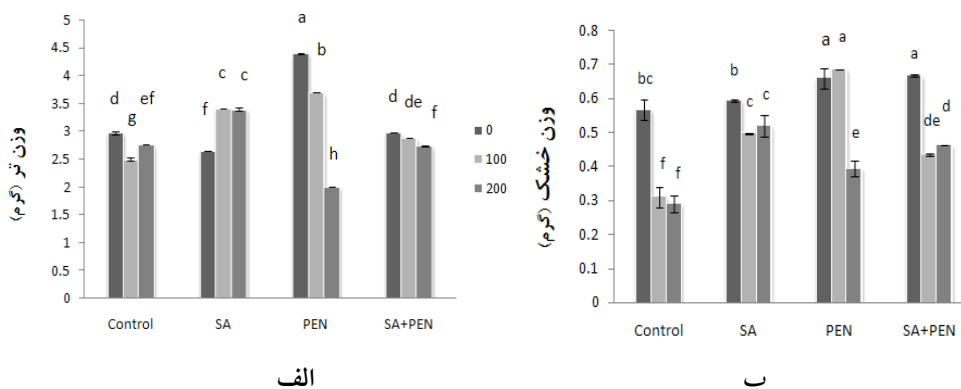 a
b
c c
d ef d de
g f f
h
5
4.5
4
3.5
3
2.5
2
1.5
1
0.5
0
وزن تر (گرم)
Control SA PEN SA+PEN
0
100
200
الف
a a a
b
bc
c c
de d
e
f f
0.8
0.7
0.6
0.5
0.4
0.3
0.2
0.1
0
وزن خشک (گرم)
Control SA PEN SA+PEN
ب